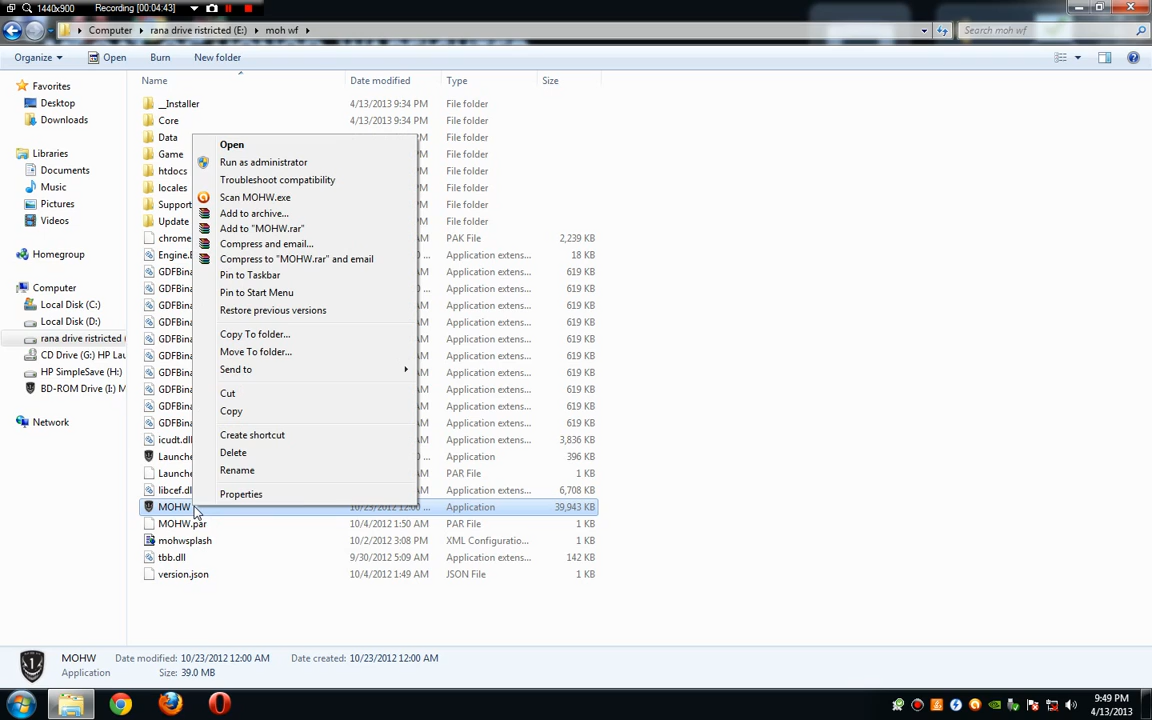 1440x900 Recording [00:04:43]
Computer rana drive ristricted (E:) moh wf Search moh wf
Organize Open Burn New folder
Name Date modified Type Size
Favorites
Desktop
Downloads
Libraries
Documents
Music
Pictures
Videos
Homegroup
Computer
Local Disk (C:)
Local Disk (D:)
rana drive ristricted
CD Drive (G:) HP Lau
HP SimpleSave (H:)
BD-ROM Drive (I:) M
Network
__Installer 4/13/2013 9:34 PM File folder
Core 4/13/2013 9:34 PM File folder
Data M File folder
Game M File folder
htdocs M File folder
locales M File folder
Support M File folder
Update M File folder
chrome PAK File 2,239 KB
Engine.B Application extens... 18 KB
GDFBina Application extens... 619 KB
GDFBina Application extens... 619 KB
GDFBina Application extens... 619 KB
GDFBina Application extens... 619 KB
GDFBina Application extens... 619 KB
GDFBina Application extens... 619 KB
GDFBina Application extens... 619 KB
GDFBina Application extens... 619 KB
GDFBina Application extens... 619 KB
GDFBina Application extens... 619 KB
icudt.dll Application extens... 3,836 KB
Launche Application 396 KB
Launche PAR File 1 KB
libcef.dl Application extens... 6,708 KB
MOHW 10/23/2012 12:00 ... Application 39,943 KB
MOHW.par 10/4/2012 1:50 AM PAR File 1 KB
mohwsplash 10/2/2012 3:08 PM XML Configuratio... 1 KB
tbb.dll 9/30/2012 5:09 AM Application extens... 142 KB
version.json 10/4/2012 1:49 AM JSON File 1 KB
Open
Run as administrator
Troubleshoot compatibility
Scan MOHW.exe
Add to archive...
Add to "MOHW.rar"
Compress and email...
Compress to "MOHW.rar" and email
Pin to Taskbar
Pin to Start Menu
Restore previous versions
Copy To folder...
Move To folder...
Send to
Cut
Copy
Create shortcut
Delete
Rename
Properties
MOHW Date modified: 10/23/2012 12:00 AM Date created: 10/23/2012 12:00 AM
Application Size: 39.0 MB
9:49 PM
4/13/2013